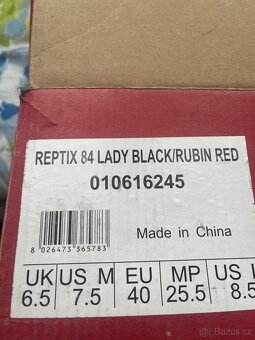 REPTIX 84 LADY BLACK/RUBIN RED
010616245
8 026473 365783
Made in China
UK US M EU MP US
6.5 7.5 40 25.5 8.5
bazos.cz